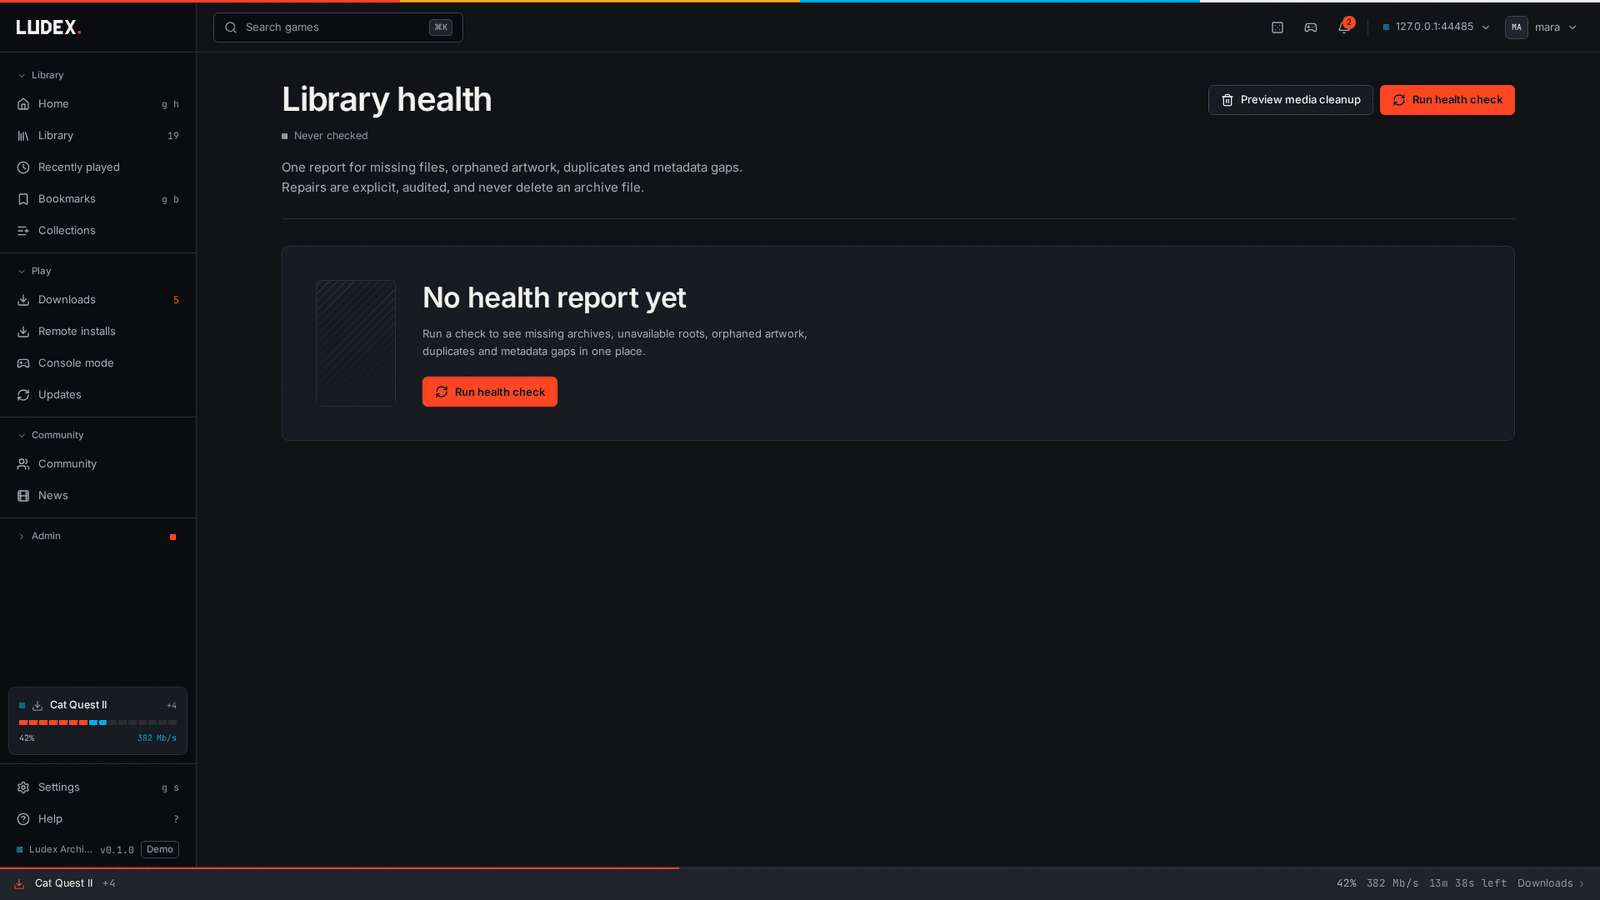 LUDEX.
Search games
⌘K
2
127.0.0.1:44485
MA
mara
Library
Home
g h
Library
19
Recently played
Bookmarks
g b
Collections
Play
Downloads
5
Remote installs
Console mode
Updates
Community
Community
News
Admin
Cat Quest II
+4
42%
382 Mb/s
Settings
g s
Help
?
Ludex Archi...
v0.1.0
Demo
Library health
Preview media cleanup
Run health check
Never checked
One report for missing files, orphaned artwork, duplicates and metadata gaps.
Repairs are explicit, audited, and never delete an archive file.
No health report yet
Run a check to see missing archives, unavailable roots, orphaned artwork,
duplicates and metadata gaps in one place.
Run health check
Cat Quest II
+4
42%
382 Mb/s
13m 38s left
Downloads